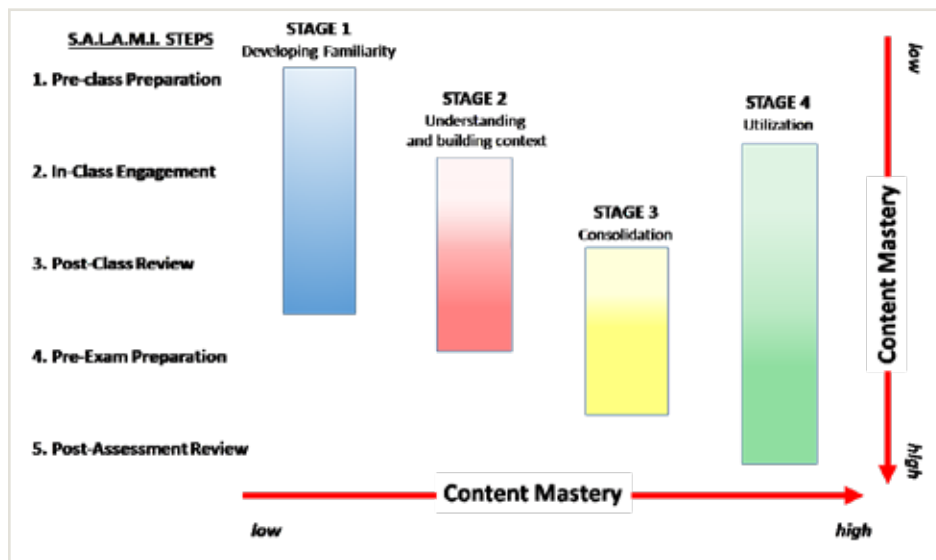 S.A.L.A.M.I. STEPS
1. Pre-class Preparation
2. In-Class Engagement
3. Post-Class Review
4. Pre-Exam Preparation
5. Post-Assessment Review
STAGE 1
Developing Familiarity
STAGE 2
Understanding
and building context
STAGE 3
Consolidation
STAGE 4
Utilization
low
Content Mastery
high
Content Mastery
low
high